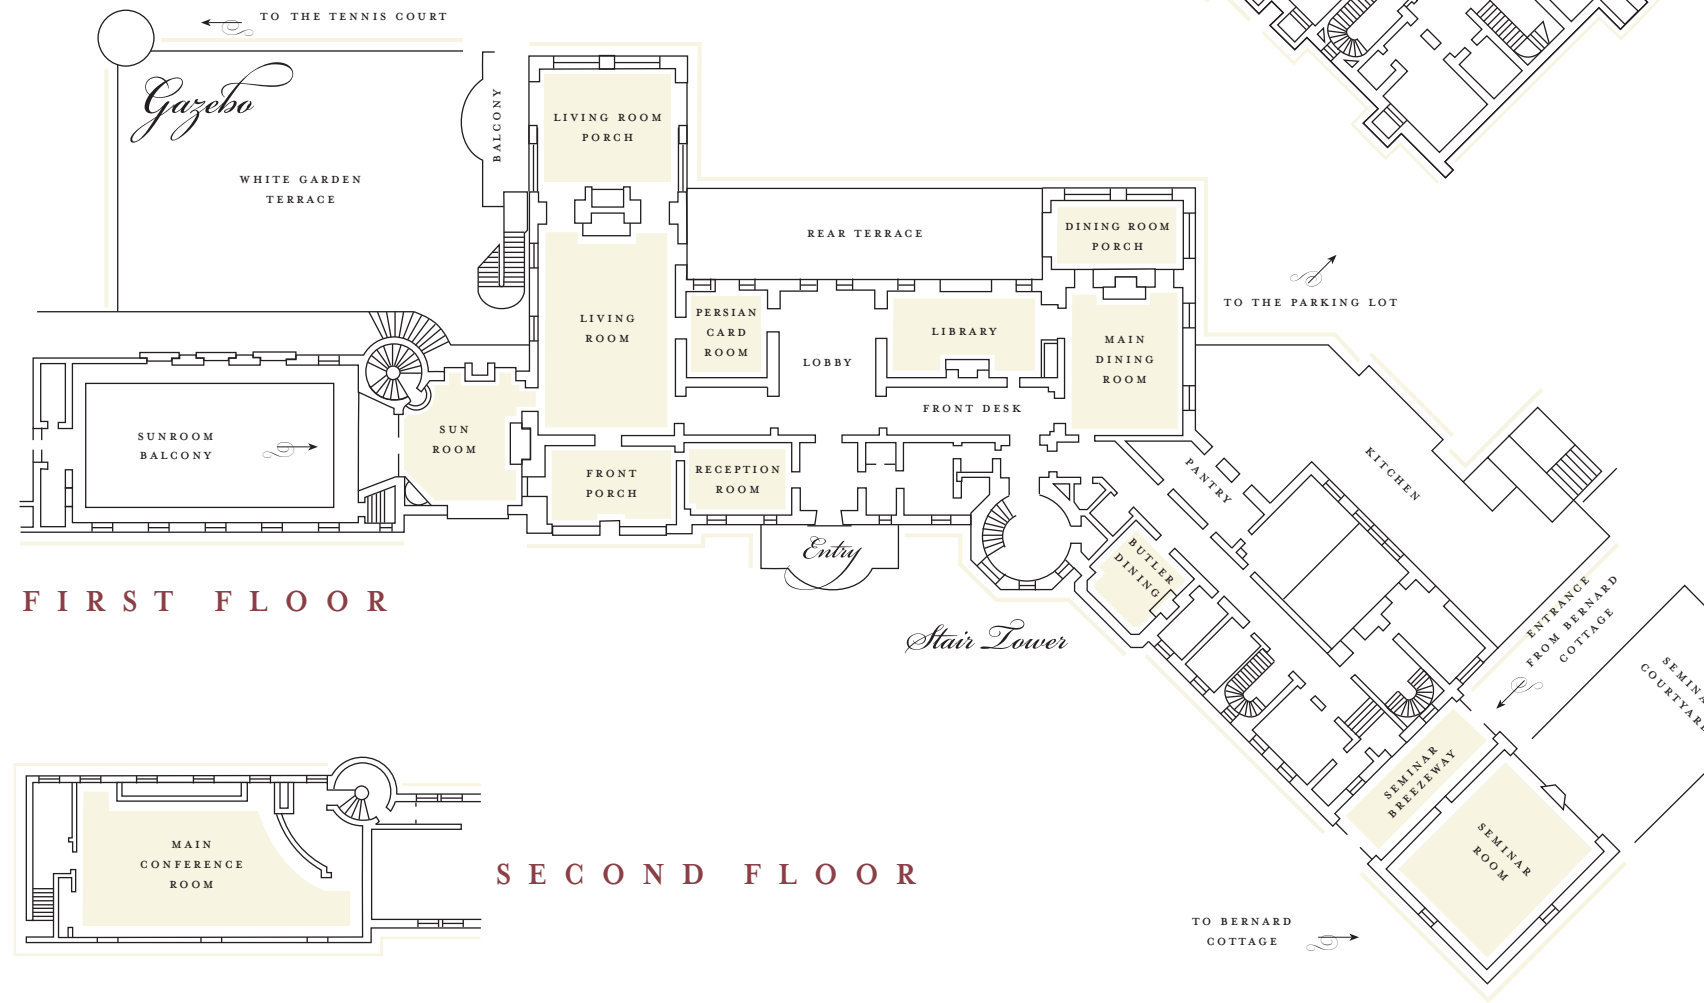 TO THE TENNIS COURT
Gazebo
BALCONY
LIVING ROOM
PORCH
WHITE GARDEN
TERRACE
REAR TERRACE
DINING ROOM
PORCH
TO THE PARKING LOT
LIVING
ROOM
PERSIAN
CARD
ROOM
LOBBY
LIBRARY
MAIN
DINING
ROOM
FRONT DESK
SUNROOM
BALCONY
SUN
ROOM
FRONT
PORCH
RECEPTION
ROOM
PANTRY
KITCHEN
Entry
BUTLER
DINING
FIRST FLOOR
Stair Tower
ENTRANCE
FROM BERNARD
COTTAGE
SEMINAR
BREEZEWAY
SEMINAR
ROOM
MAIN
CONFERENCE
ROOM
SECOND FLOOR
TO BERNARD
COTTAGE